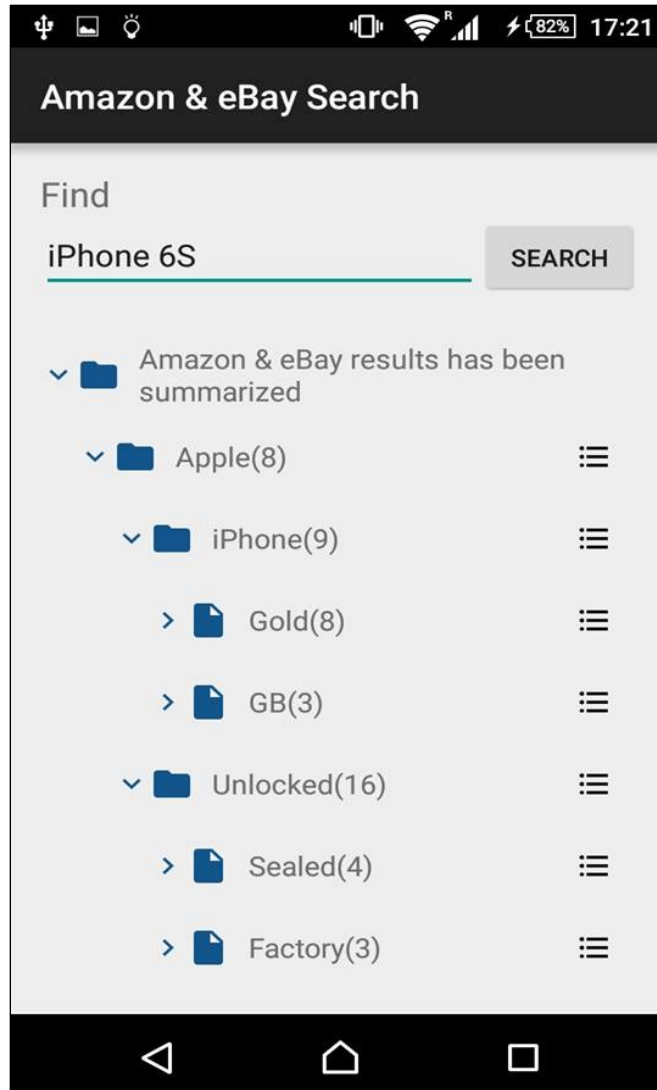 R
82% 17:21
Amazon & eBay Search
Find
iPhone 6S SEARCH
Amazon & eBay results has been
summarized
Apple(8)
iPhone(9)
Gold(8)
GB(3)
Unlocked(16)
Sealed(4)
Factory(3)